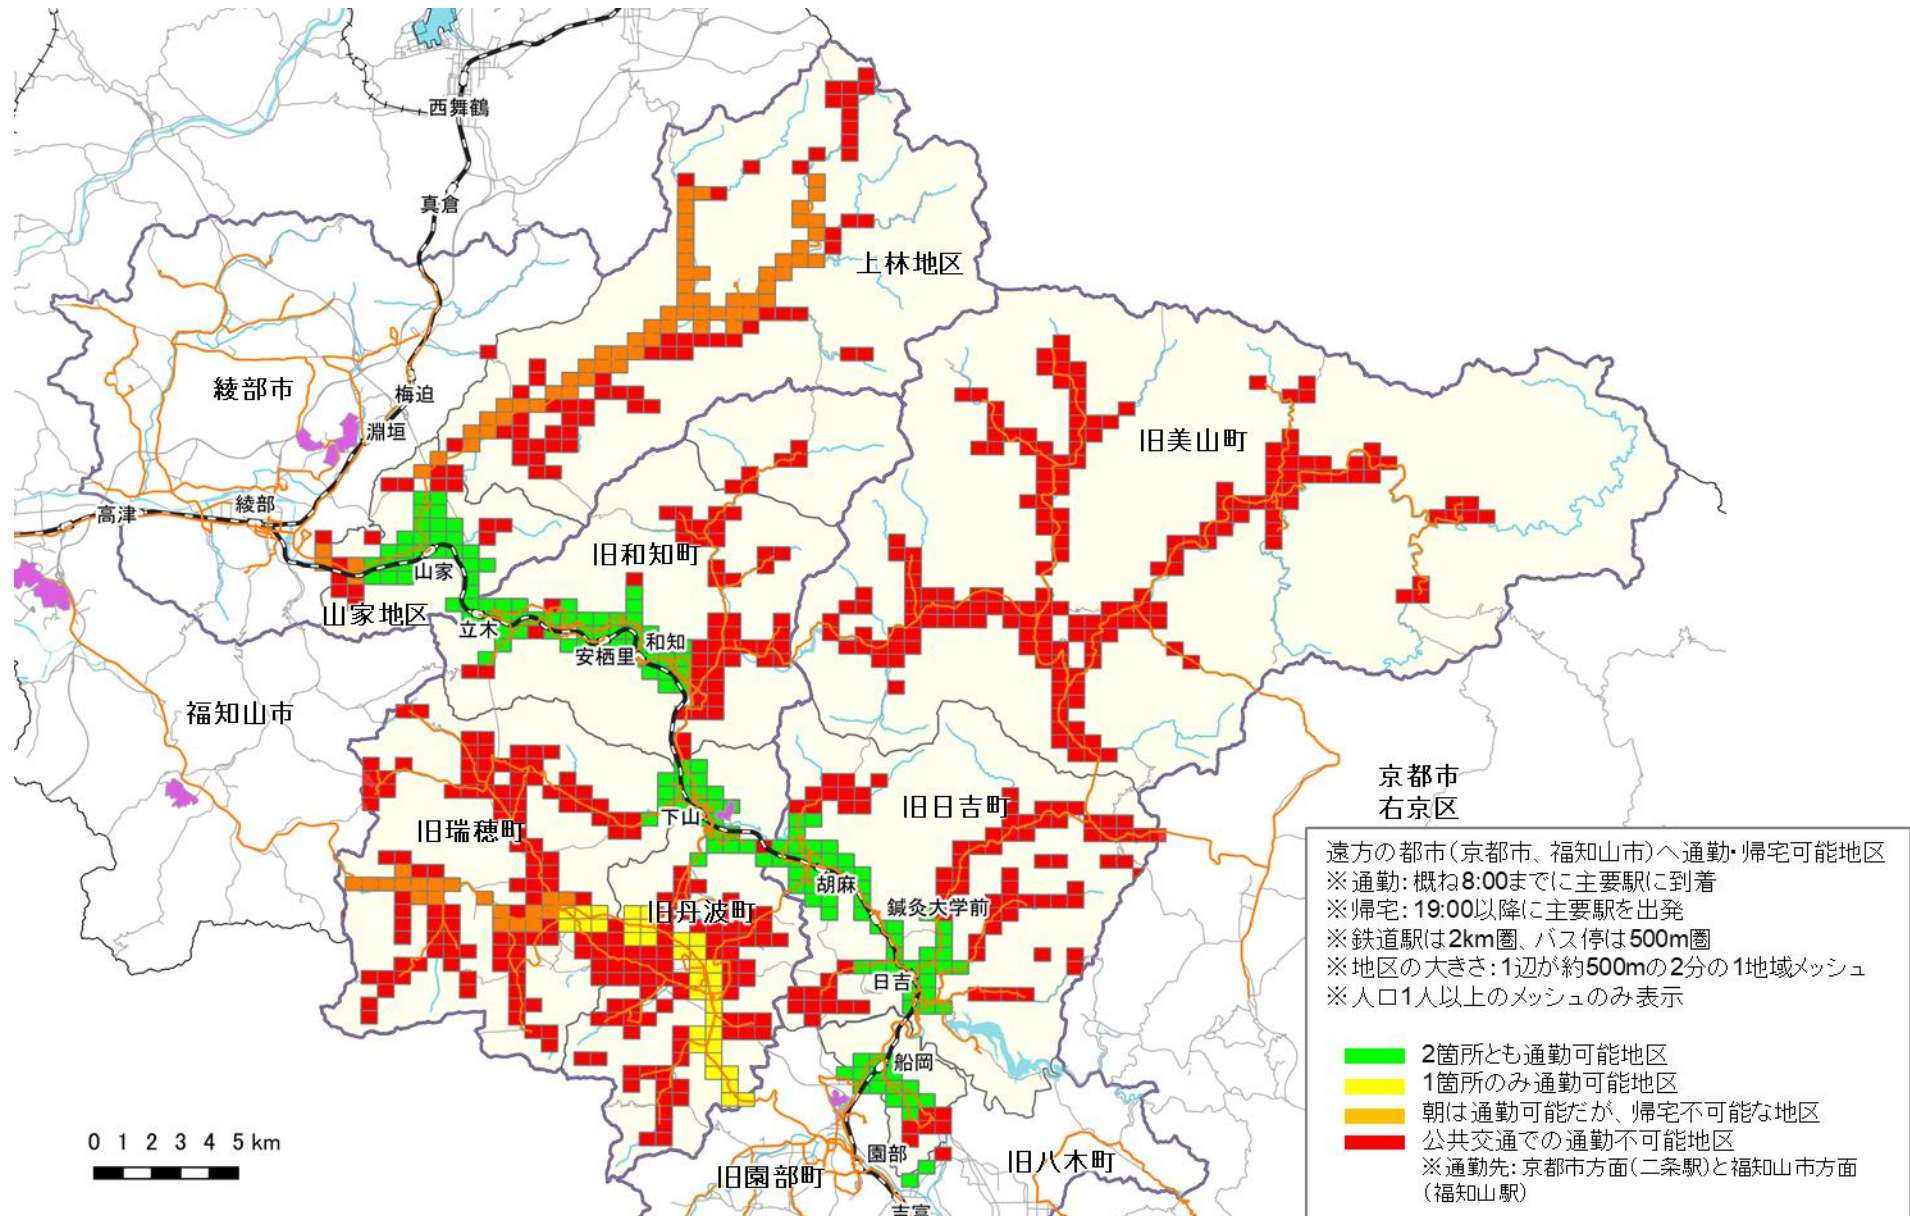 西舞鶴
真倉
上林地区
綾部市
梅迫
淵垣
旧美山町
綾部
高津
旧和知町
山家
山家地区
立木
和知
安栖里
福知山市
京都市
右京区
旧日吉町
下山
旧瑞穂町
胡麻
鍼灸大学前
旧丹波町
日吉
船岡
園部
旧八木町
旧園部町
吉富
0 1 2 3 4 5 km
遠方の都市(京都市、福知山市)へ通勤・帰宅可能地区
※通勤:概ね8:00までに主要駅に到着
※帰宅:19:00以降に主要駅を出発
※鉄道駅は2km圏、バス停は500m圏
※地区の大きさ:1辺が約500mの2分の1地域メッシュ
※人口1人以上のメッシュのみ表示
2箇所とも通勤可能地区
1箇所のみ通勤可能地区
朝は通勤可能だが、帰宅不可能な地区
公共交通での通勤不可能地区
※通勤先:京都市方面(二条駅)と福知山市方面
(福知山駅)